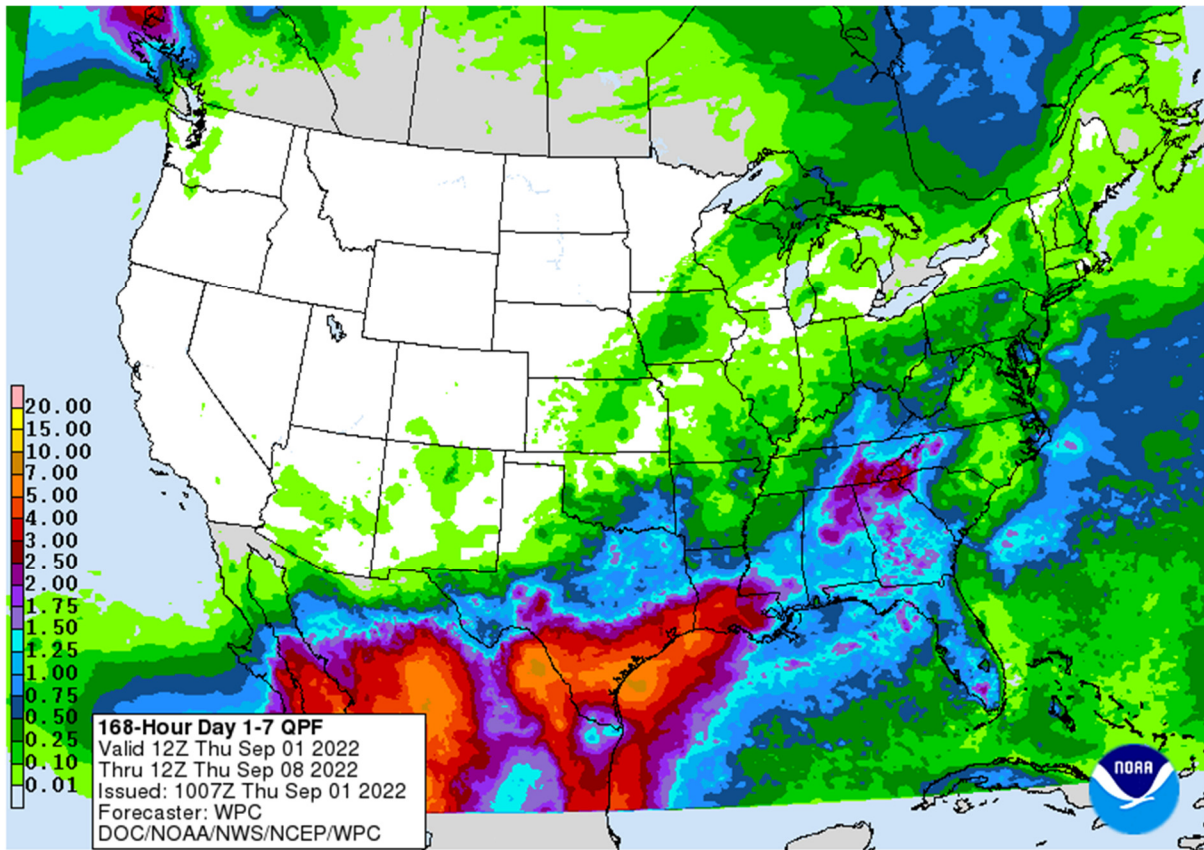 20.00
15.00
10.00
7.00
5.00
4.00
3.00
2.50
2.00
1.75
1.50
1.25
1.00
0.75
0.50
0.25
0.10
0.01
168-Hour Day 1-7 QPF
Valid 12Z Thu Sep 01 2022
Thru 12Z Thu Sep 08 2022
Issued: 1007Z Thu Sep 01 2022
Forecaster: WPC
DOC/NOAA/NWS/NCEP/WPC
NOAA